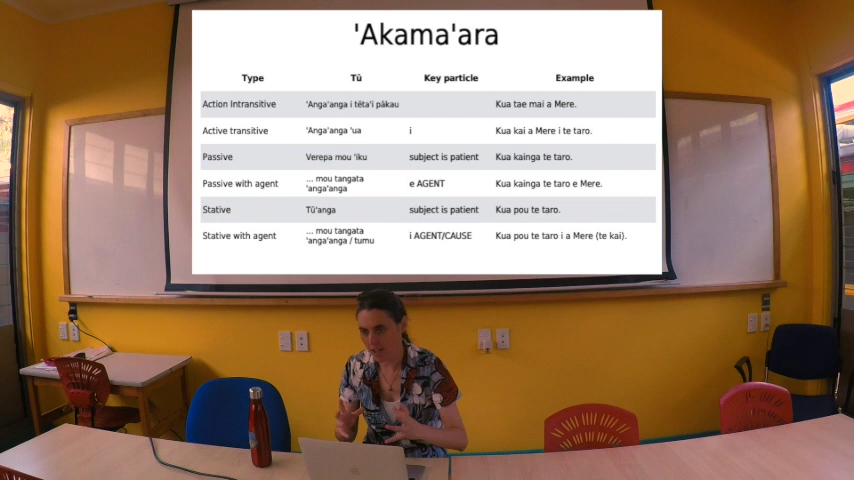 'Akama'ara
Type Tū Key particle Example
Action Intransitive 'Anga'anga i tēta'i pākau Kua tae mai a Mere.
Active transitive 'Anga'anga 'ua i Kua kai a Mere i te taro.
Passive Verepa mou 'iku subject is patient Kua kainga te taro.
Passive with agent ... mou tangata 'anga'anga e AGENT Kua kainga te taro e Mere.
Stative Tū'anga subject is patient Kua pou te taro.
Stative with agent ... mou tangata 'anga'anga / tumu i AGENT/CAUSE Kua pou te taro i a Mere (te kai).